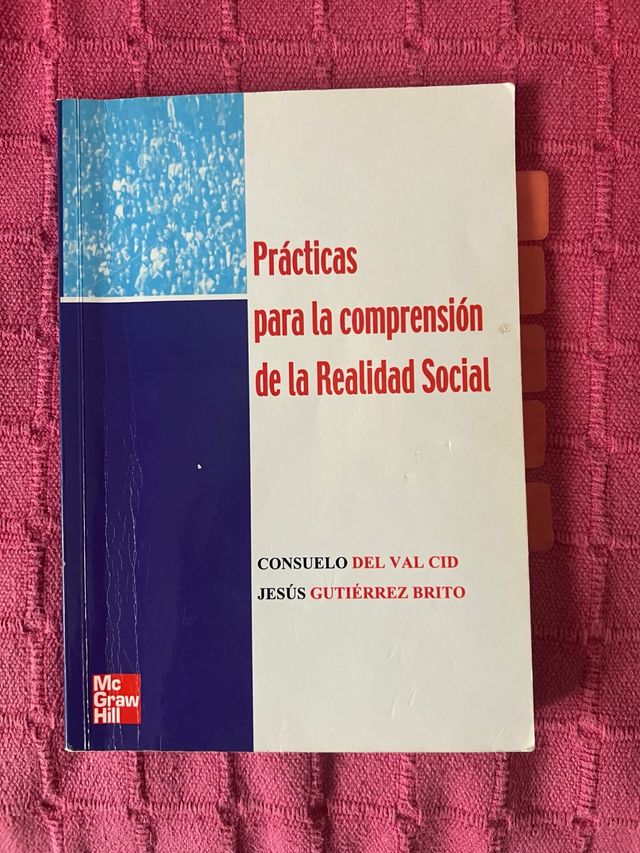 Prácticas
para la comprensión
de la Realidad Social
CONSUELO DEL VAL CID
JESÚS GUTIÉRREZ BRITO
Mc
Graw
Hill